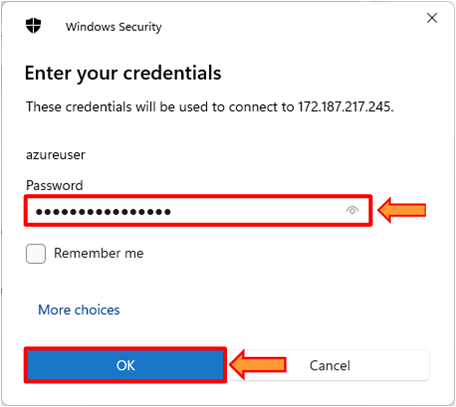 Windows Security
Enter your credentials
These credentials will be used to connect to 172.187.217.245.
azureuser
Password
••••••••••••••••
Remember me
More choices
OK
Cancel